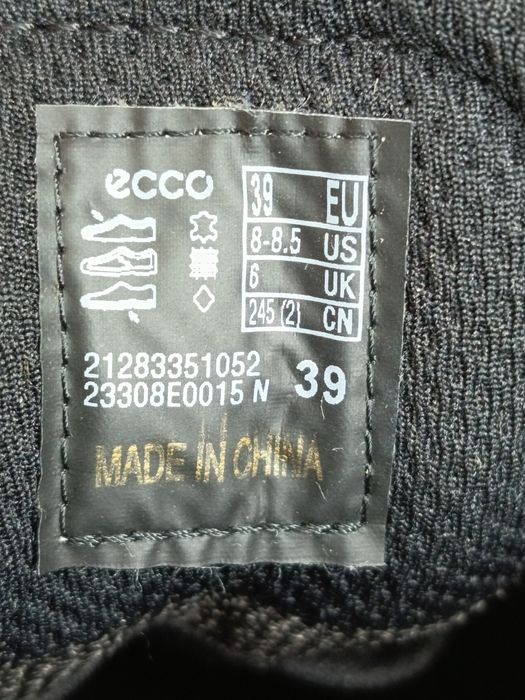 ecco
39 EU
8-8.5 US
6 UK
245 (2) CN
21283351052
23308E0015 N 39
MADE IN CHINA